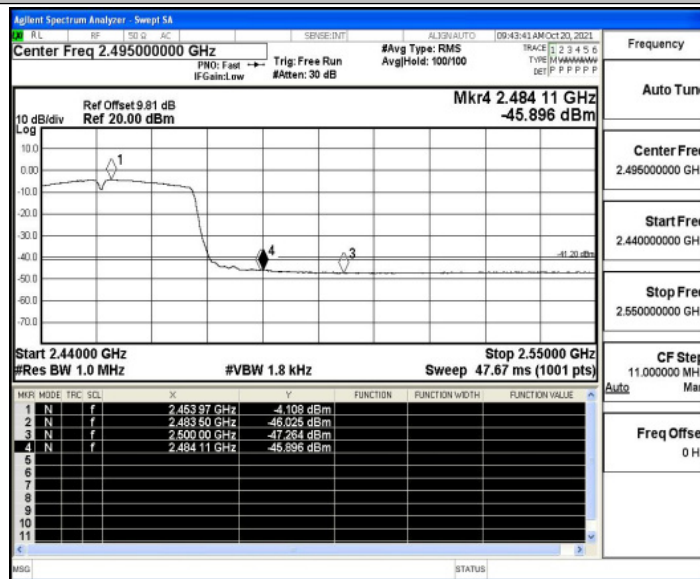 Agilent Spectrum Analyzer - Swept SA
RL RF 50 Ω AC SENSE:INT ALIGN AUTO 09:43:41 AM Oct 20, 2021
Center Freq 2.495000000 GHz
PNO: Fast
IFGain:Low
Trig: Free Run
#Atten: 30 dB
#Avg Type: RMS
Avg|Hold: 100/100
TRACE 1 2 3 4 5 6
TYPE MWWWWW
DET P P P P P P
Ref Offset 9.81 dB
Ref 20.00 dBm
10 dB/div
Log
Mkr4 2.484 11 GHz
-45.896 dBm
10.0
0.00
-10.0
-20.0
-30.0
-40.0
-50.0
-60.0
-70.0
1
4
3
-41.20 dBm
Start 2.44000 GHz
#Res BW 1.0 MHz
#VBW 1.8 kHz
Stop 2.55000 GHz
Sweep 47.67 ms (1001 pts)
MKR MODE TRC SCL X Y FUNCTION FUNCTION WIDTH FUNCTION VALUE
1 N f 2.453 97 GHz -4.108 dBm
2 N f 2.483 50 GHz -46.025 dBm
3 N f 2.500 00 GHz -47.264 dBm
4 N f 2.484 11 GHz -45.896 dBm
5
6
7
8
9
10
11
MSG
STATUS
Frequency
Auto Tune
Center Freq
2.495000000 GH
Start Freq
2.440000000 GH
Stop Freq
2.550000000 GH
CF Step
11.000000 MH
Auto Man
Freq Offse
0 H